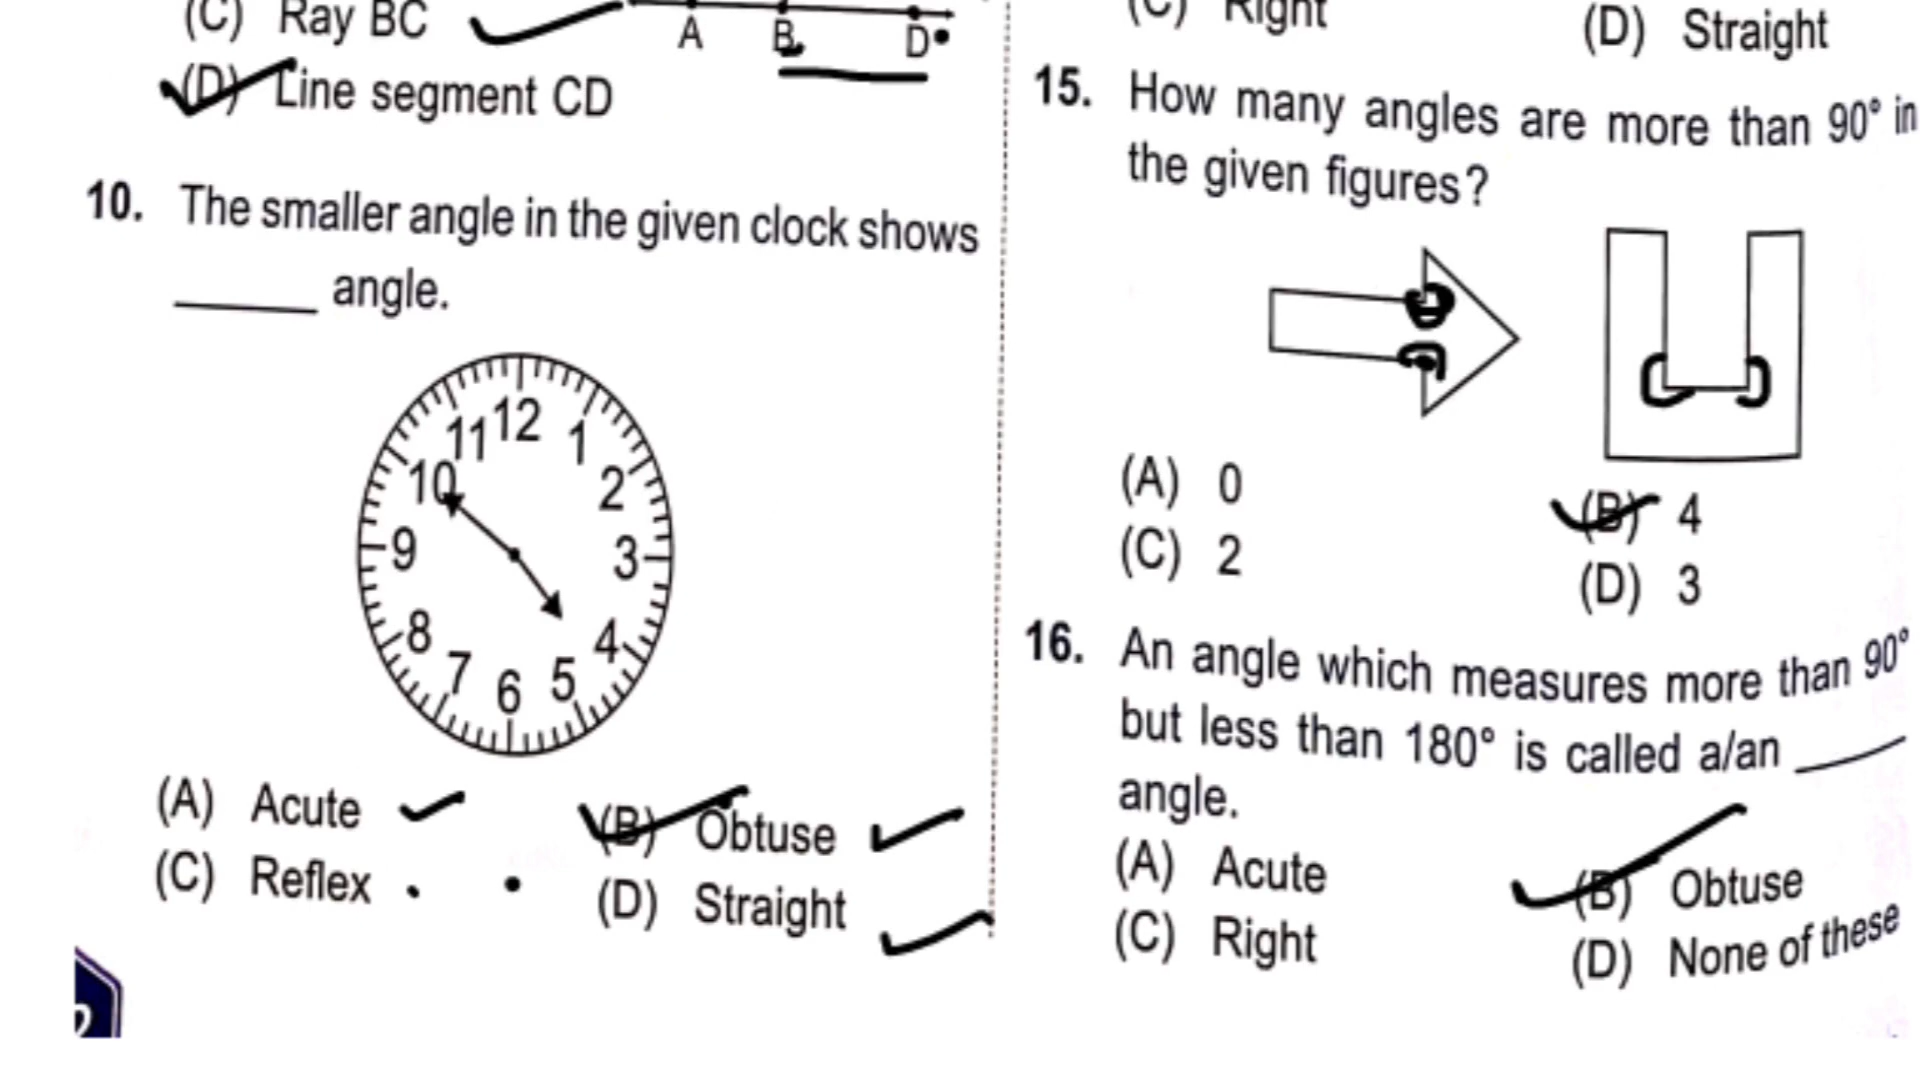 (C) Ray BC
A B D
(D) Line segment CD
10. The smaller angle in the given clock shows
______ angle.
12
11 1
10 2
9 3
8 4
7 5
6
(A) Acute (B) Obtuse
(C) Reflex (D) Straight
(C) Right (D) Straight
15. How many angles are more than 90° in
the given figures?
(A) 0 (B) 4
(C) 2 (D) 3
16. An angle which measures more than 90°
but less than 180° is called a/an ______
angle.
(A) Acute (B) Obtuse
(C) Right (D) None of these